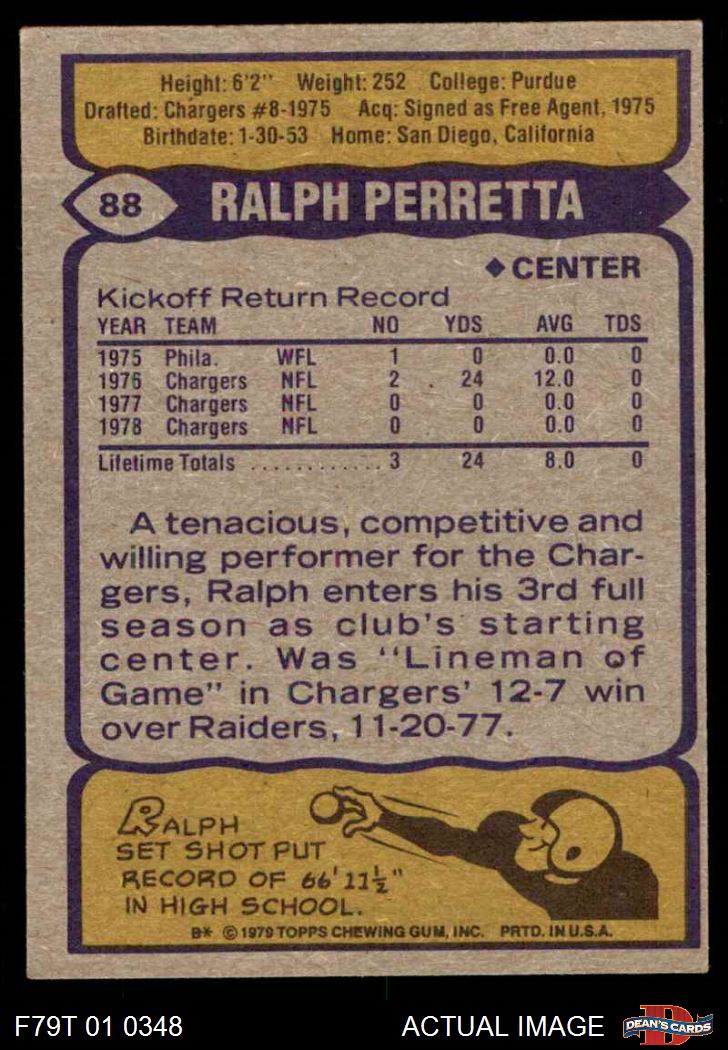 Height: 6'2" Weight: 252 College: Purdue
Drafted: Chargers #8-1975 Acq: Signed as Free Agent, 1975
Birthdate: 1-30-53 Home: San Diego, California
88 RALPH PERRETTA
◆ CENTER
Kickoff Return Record
YEAR TEAM NO YDS AVG TDS
1975 Phila. WFL 1 0 0.0 0
1976 Chargers NFL 2 24 12.0 0
1977 Chargers NFL 0 0 0.0 0
1978 Chargers NFL 0 0 0.0 0
Lifetime Totals ............ 3 24 8.0 0
A tenacious, competitive and
willing performer for the Char-
gers, Ralph enters his 3rd full
season as club's starting
center. Was "Lineman of
Game" in Chargers' 12-7 win
over Raiders, 11-20-77.
RALPH
SET SHOT PUT
RECORD OF 66' 11½"
IN HIGH SCHOOL.
B* © 1979 TOPPS CHEWING GUM, INC. PRTD. IN U.S.A.
F79T 01 0348 ACTUAL IMAGE D DEAN'S CARDS